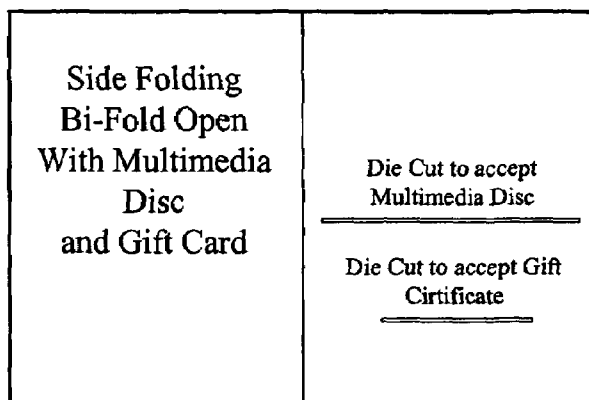 Side Folding
Bi-Fold Open
With Multimedia
Disc
and Gift Card
Die Cut to accept
Multimedia Disc
Die Cut to accept Gift
Cirtificate